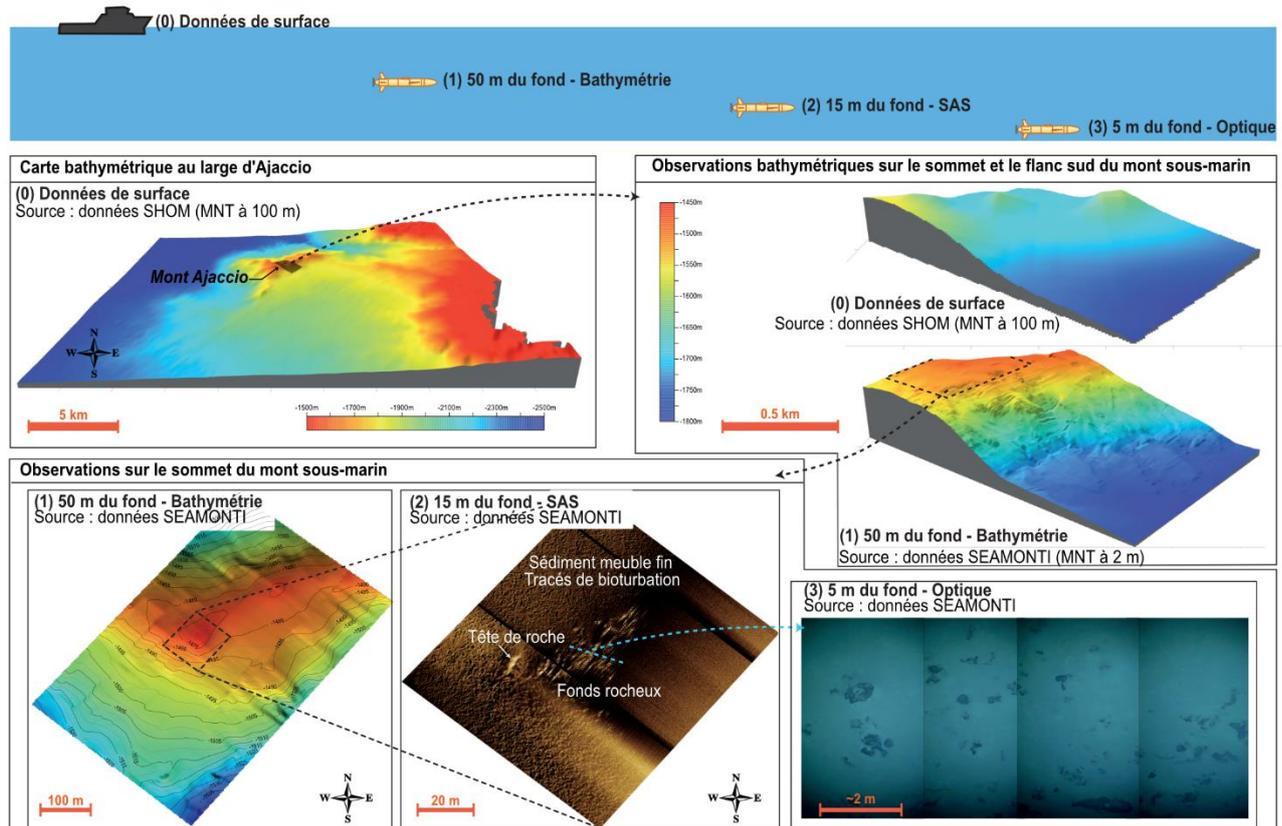 (0) Données de surface
(1) 50 m du fond - Bathymétrie
(2) 15 m du fond - SAS
(3) 5 m du fond - Optique
Carte bathymétrique au large d'Ajaccio
(0) Données de surface
Source : données SHOM (MNT à 100 m)
Mont Ajaccio
N
W E
S
5 km
-1500m -1700m -1900m -2100m -2300m -2500m
Observations bathymétriques sur le sommet et le flanc sud du mont sous-marin
-1450m
-1500m
-1550m
-1600m
-1650m
-1700m
-1750m
-1800m
(0) Données de surface
Source : données SHOM (MNT à 100 m)
0.5 km
(1) 50 m du fond - Bathymétrie
Source : données SEAMONTI (MNT à 2 m)
Observations sur le sommet du mont sous-marin
(1) 50 m du fond - Bathymétrie
Source : données SEAMONTI
100 m
N
W E
S
(2) 15 m du fond - SAS
Source : données SEAMONTI
Sédiment meuble fin
Tracés de bioturbation
Tête de roche
Fonds rocheux
20 m
N
W E
S
(3) 5 m du fond - Optique
Source : données SEAMONTI
~2 m